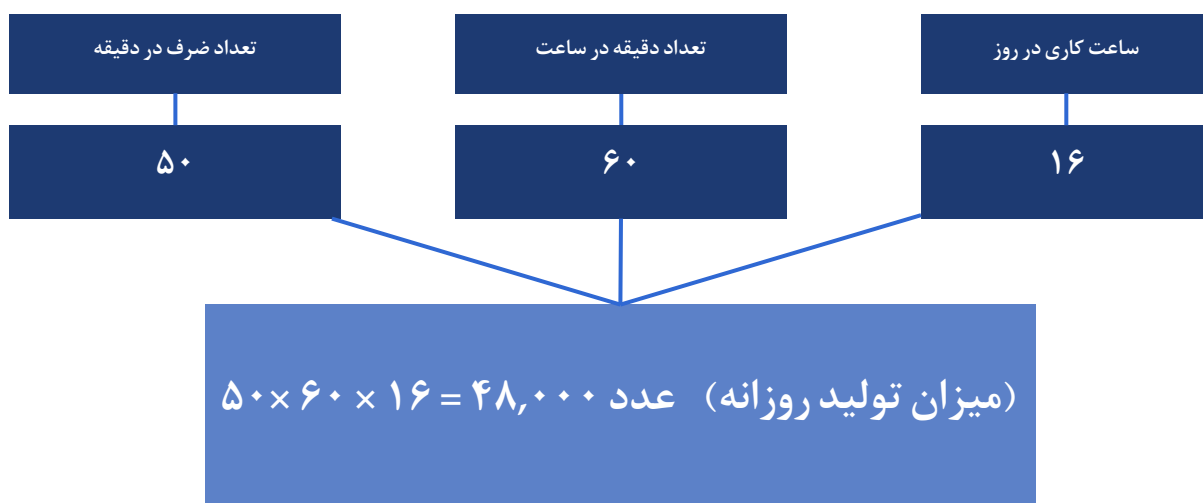 ساعت کاری در روز
تعداد دقیقه در ساعت
تعداد ضرف در دقیقه
۱۶
۶۰
۵۰
۵۰× ۶۰ × ۱۶ = ۴۸,۰۰۰ عدد (میزان تولید روزانه)